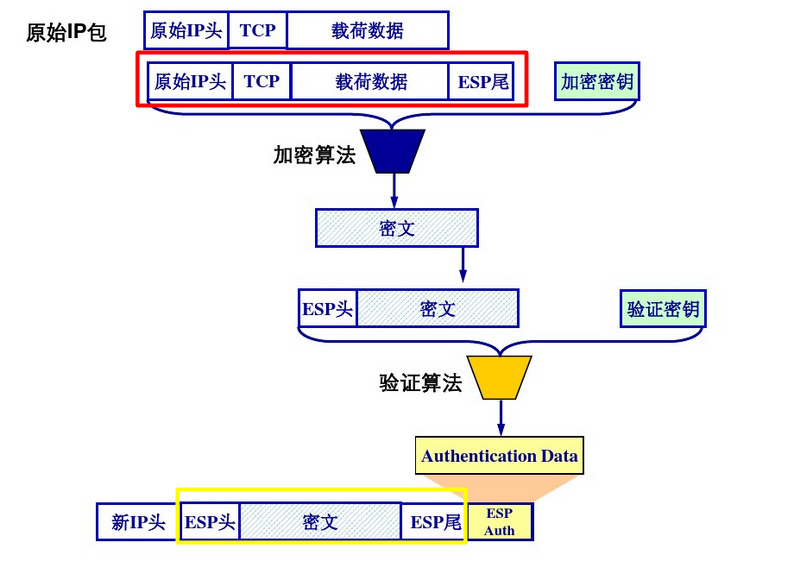 原始IP包
原始IP头 TCP 载荷数据
原始IP头 TCP 载荷数据 ESP尾 加密密钥
加密算法
密文
ESP头 密文 验证密钥
验证算法
Authentication Data
新IP头 ESP头 密文 ESP尾 ESP
Auth